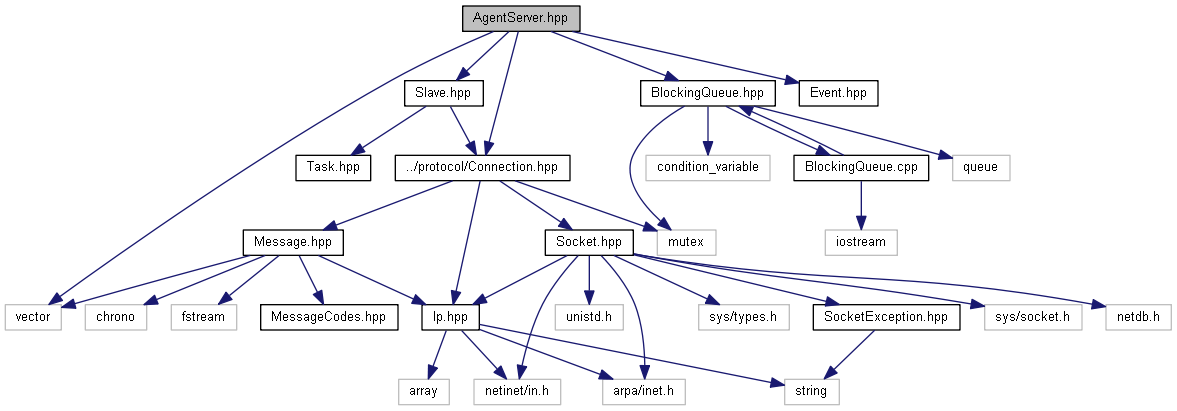 AgentServer.hpp
Slave.hpp
BlockingQueue.hpp
Event.hpp
Task.hpp
../protocol/Connection.hpp
condition_variable
BlockingQueue.cpp
queue
Message.hpp
Socket.hpp
mutex
iostream
vector
chrono
fstream
MessageCodes.hpp
Ip.hpp
unistd.h
sys/types.h
SocketException.hpp
sys/socket.h
netdb.h
array
netinet/in.h
arpa/inet.h
string